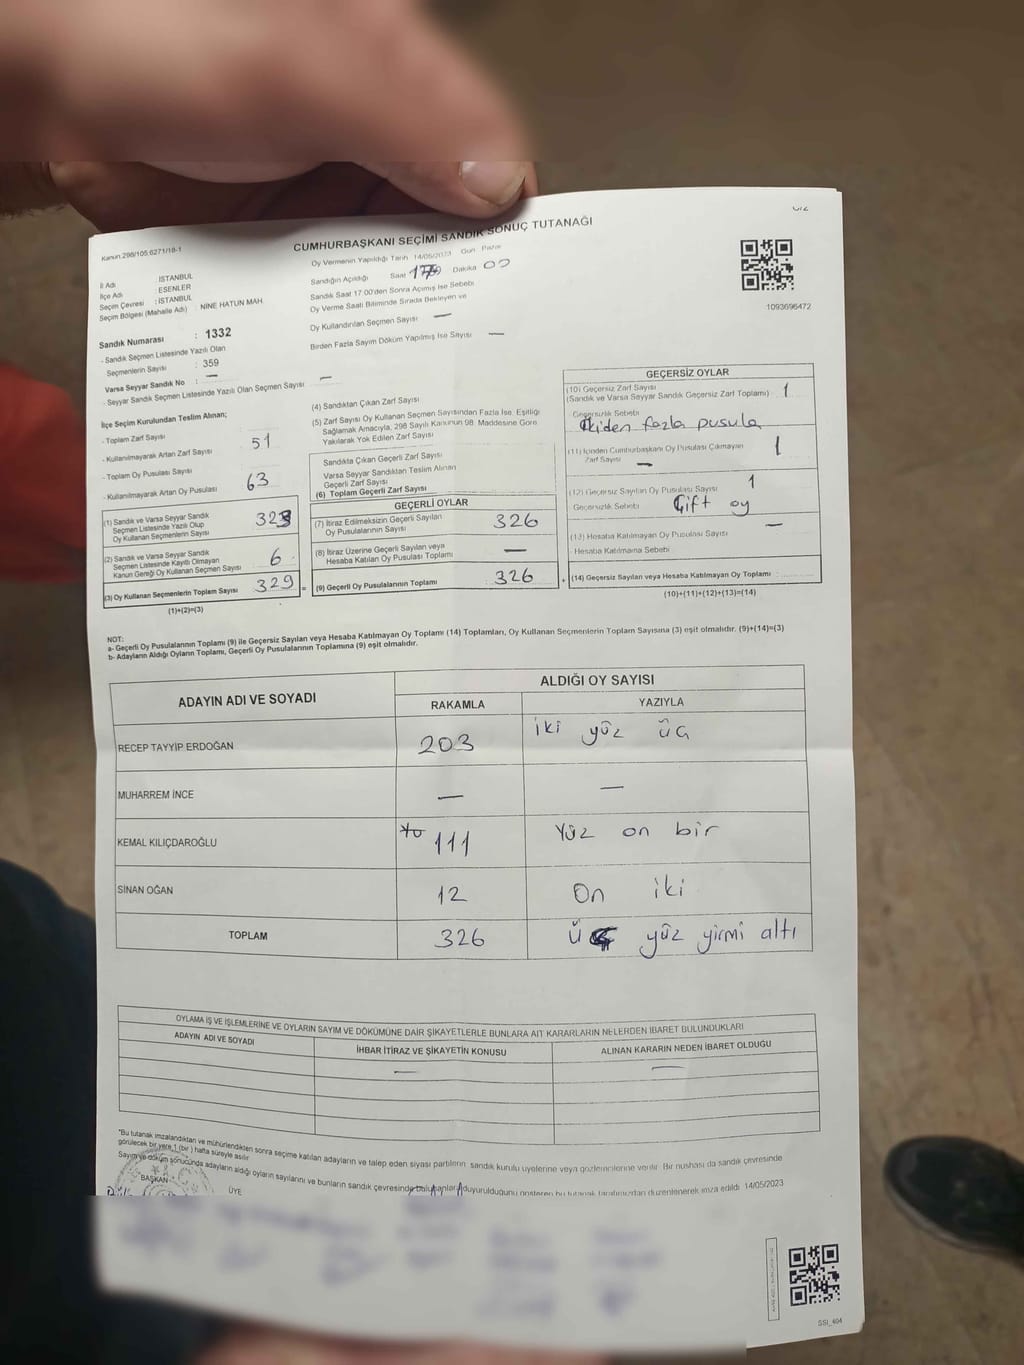 Kanun:298/105:6271/18-1
CUMHURBAŞKANI SEÇİMİ SANDIK SONUÇ TUTANAĞI
Oy Vermenin Yapıldığı Tarih 14/05/2023 Gün Pazar
İl Adı : İSTANBUL
İlçe Adı : ESENLER
Seçim Çevresi : İSTANBUL
Seçim Bölgesi (Mahalle Adı) : NİNE HATUN MAH.
Sandık Numarası : 1332
- Sandık Seçmen Listesinde Yazılı Olan
Seçmenlerin Sayısı : 359
Varsa Seyyar Sandık No : —
- Seyyar Sandık Seçmen Listesinde Yazılı Olan Seçmen Sayısı —
Sandığın Açıldığı Saat Dakika 00
Sandık Saat 17:00'den Sonra Açılmış İse Sebebi
Oy Verme Saati Bitiminde Sırada Bekleyen ve
Oy Kullandırılan Seçmen Sayısı —
Birden Fazla Sayım Döküm Yapılmış İse Sayısı —
1093696472
İlçe Seçim Kurulundan Teslim Alınan;
- Toplam Zarf Sayısı
- Kullanılmayarak Artan Zarf Sayısı 51
- Toplam Oy Pusulası Sayısı
- Kullanılmayarak Artan Oy Pusulası 63
(1) Sandık ve Varsa Seyyar Sandık
Seçmen Listesinde Yazılı Olup
Oy Kullanan Seçmenlerin Sayısı 323
(2) Sandık ve Varsa Seyyar Sandık
Seçmen Listesinde Kayıtlı Olmayan
Kanun Gereği Oy Kullanan Seçmen Sayısı 6
(3) Oy Kullanan Seçmenlerin Toplam Sayısı 329 =
(1)+(2)=(3)
(4) Sandıktan Çıkan Zarf Sayısı
(5) Zarf Sayısı Oy Kullanan Seçmen Sayısından Fazla İse, Eşitliği
Sağlamak Amacıyla, 298 Sayılı Kanunun 98. Maddesine Göre
Yakılarak Yok Edilen Zarf Sayısı
Sandıkta Çıkan Geçerli Zarf Sayısı
Varsa Seyyar Sandıktan Teslim Alınan
Geçerli Zarf Sayısı
(6) Toplam Geçerli Zarf Sayısı
GEÇERLİ OYLAR
(7) İtiraz Edilmeksizin Geçerli Sayılan
Oy Pusulalarının Sayısı 326
(8) İtiraz Üzerine Geçerli Sayılan veya
Hesaba Katılan Oy Pusulası Toplamı —
(9) Geçerli Oy Pusulalarının Toplamı 326 +
GEÇERSİZ OYLAR
(10) Geçersiz Zarf Sayısı
(Sandık ve Varsa Seyyar Sandık Geçersiz Zarf Toplamı) 1
Geçersizlik Sebebi
ikiden fazla pusula
(11) İçinden Cumhurbaşkanı Oy Pusulası Çıkmayan
Zarf Sayısı — 1
(12) Geçersiz Sayılan Oy Pusulası Sayısı 1
Geçersizlik Sebebi Çift oy
(13) Hesaba Katılmayan Oy Pusulası Sayısı —
- Hesaba Katılmama Sebebi
(14) Geçersiz Sayılan veya Hesaba Katılmayan Oy Toplamı
(10)+(11)+(12)+(13)=(14)
NOT:
a- Geçerli Oy Pusulalarının Toplamı (9) ile Geçersiz Sayılan veya Hesaba Katılmayan Oy Toplamı (14) Toplamları, Oy Kullanan Seçmenlerin Toplam Sayısına (3) eşit olmalıdır. (9)+(14)=(3)
b- Adayların Aldığı Oyların Toplamı, Geçerli Oy Pusulalarının Toplamına (9) eşit olmalıdır.
ADAYIN ADI VE SOYADI ALDIĞI OY SAYISI
RAKAMLA YAZIYLA
RECEP TAYYİP ERDOĞAN 203 iki yüz üç
MUHARREM İNCE — —
KEMAL KILIÇDAROĞLU 111 Yüz on bir
SİNAN OĞAN 12 On iki
TOPLAM 326 üç yüz yirmi altı
OYLAMA İŞ VE İŞLEMLERİNE VE OYLARIN SAYIM VE DÖKÜMÜNE DAİR ŞİKAYETLERLE BUNLARA AİT KARARLARIN NELERDEN İBARET BULUNDUKLARI
ADAYIN ADI VE SOYADI İHBAR İTİRAZ VE ŞİKAYETİN KONUSU ALINAN KARARIN NEDEN İBARET OLDUĞU
— —
*Bu tutanak imzalandıktan ve mühürlendikten sonra seçime katılan adayların ve talep eden siyasi partilerin sandık kurulu üyelerine veya gözlemcilerine verilir. Bir nüshası da sandık çevresinde
görülecek bir yere 1 (bir) hafta süreyle asılır.
Sayım ve döküm sonucunda adayların aldığı oyların sayılarını ve bunların sandık çevresinde bulunanlara duyurulduğunu gösteren bu tutanak tarafımızdan düzenlenerek imza edildi. 14/05/2023
BAŞKAN
ÜYE
SSİ_404